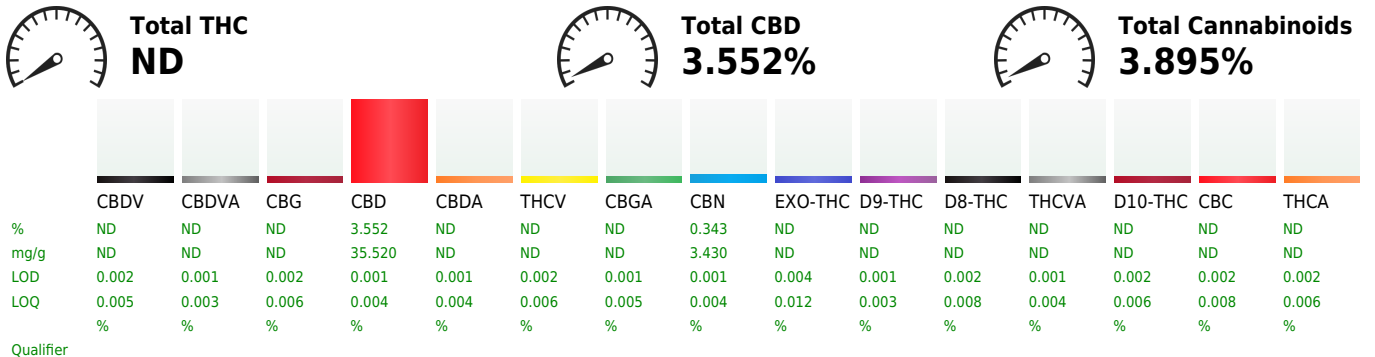 Total THC
ND
Total CBD
3.552%
Total Cannabinoids
3.895%
CBDV CBDVA CBG CBD CBDA THCV CBGA CBN EXO-THC D9-THC D8-THC THCVA D10-THC CBC THCA
% ND ND ND 3.552 ND ND ND 0.343 ND ND ND ND ND ND ND
mg/g ND ND ND 35.520 ND ND ND 3.430 ND ND ND ND ND ND ND
LOD 0.002 0.001 0.002 0.001 0.001 0.002 0.001 0.001 0.004 0.001 0.002 0.001 0.002 0.002 0.002
LOQ 0.005 0.003 0.006 0.004 0.004 0.006 0.005 0.004 0.012 0.003 0.008 0.004 0.006 0.008 0.006
% % % % % % % % % % % % % % %
Qualifier